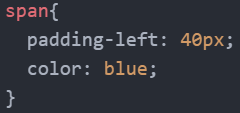 span{
  padding-left: 40px;
  color: blue;
}